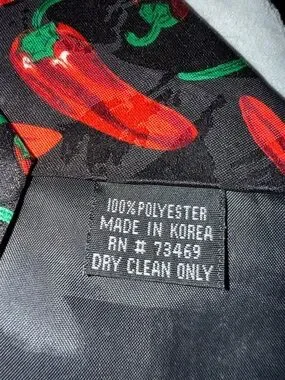 100% POLYESTER
MADE IN KOREA
RN # 73469
DRY CLEAN ONLY